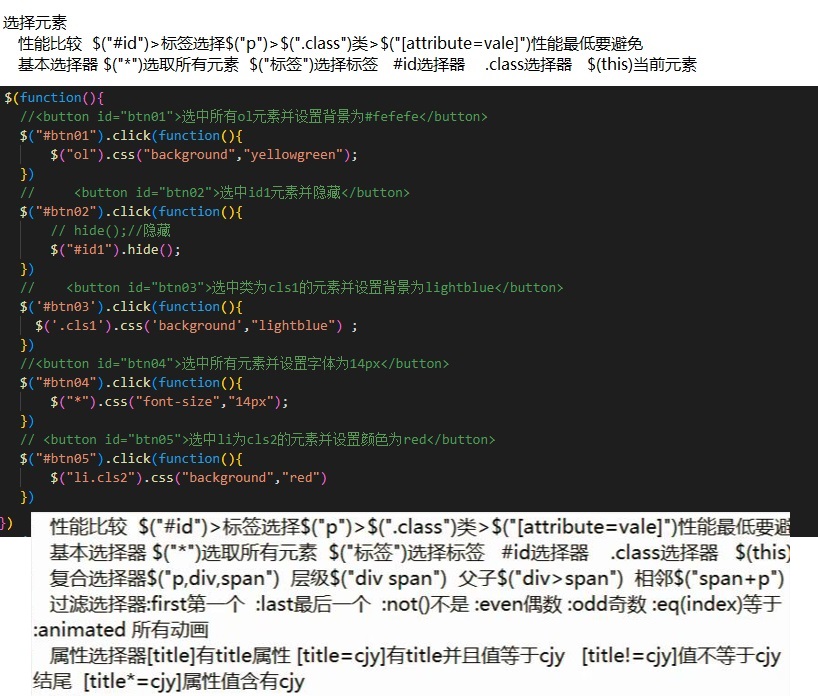 选择元素
性能比较 $("#id")>标签选择$("p")>$(".class")类>$("[attribute=vale]")性能最低要避免
基本选择器 $("*")选取所有元素 $("标签")选择标签 #id选择器 .class选择器 $(this)当前元素
$(function(){
//<button id="btn01">选中所有ol元素并设置背景为#fefefe</button>
$("#btn01").click(function(){
$("ol").css("background","yellowgreen");
})
// <button id="btn02">选中id1元素并隐藏</button>
$("#btn02").click(function(){
// hide();//隐藏
$("#id1").hide();
})
// <button id="btn03">选中类为cls1的元素并设置背景为lightblue</button>
$('#btn03').click(function(){
$('.cls1').css('background',"lightblue") ;
})
//<button id="btn04">选中所有元素并设置字体为14px</button>
$("#btn04").click(function(){
$("*").css("font-size","14px");
})
// <button id="btn05">选中li为cls2的元素并设置颜色为red</button>
$("#btn05").click(function(){
$("li.cls2").css("background","red")
})
})
性能比较 $("#id")>标签选择$("p")>$(".class")类>$("[attribute=vale]")性能最低要避
基本选择器 $("*")选取所有元素 $("标签")选择标签 #id选择器 .class选择器 $(this)
复合选择器$("p,div,span") 层级$("div span") 父子$("div>span") 相邻$("span+p")
过滤选择器:first第一个 :last最后一个 :not()不是 :even偶数 :odd奇数 :eq(index)等于
:animated 所有动画
属性选择器[title]有title属性 [title=cjy]有title并且值等于cjy [title!=cjy]值不等于cjy
结尾 [title*=cjy]属性值含有cjy